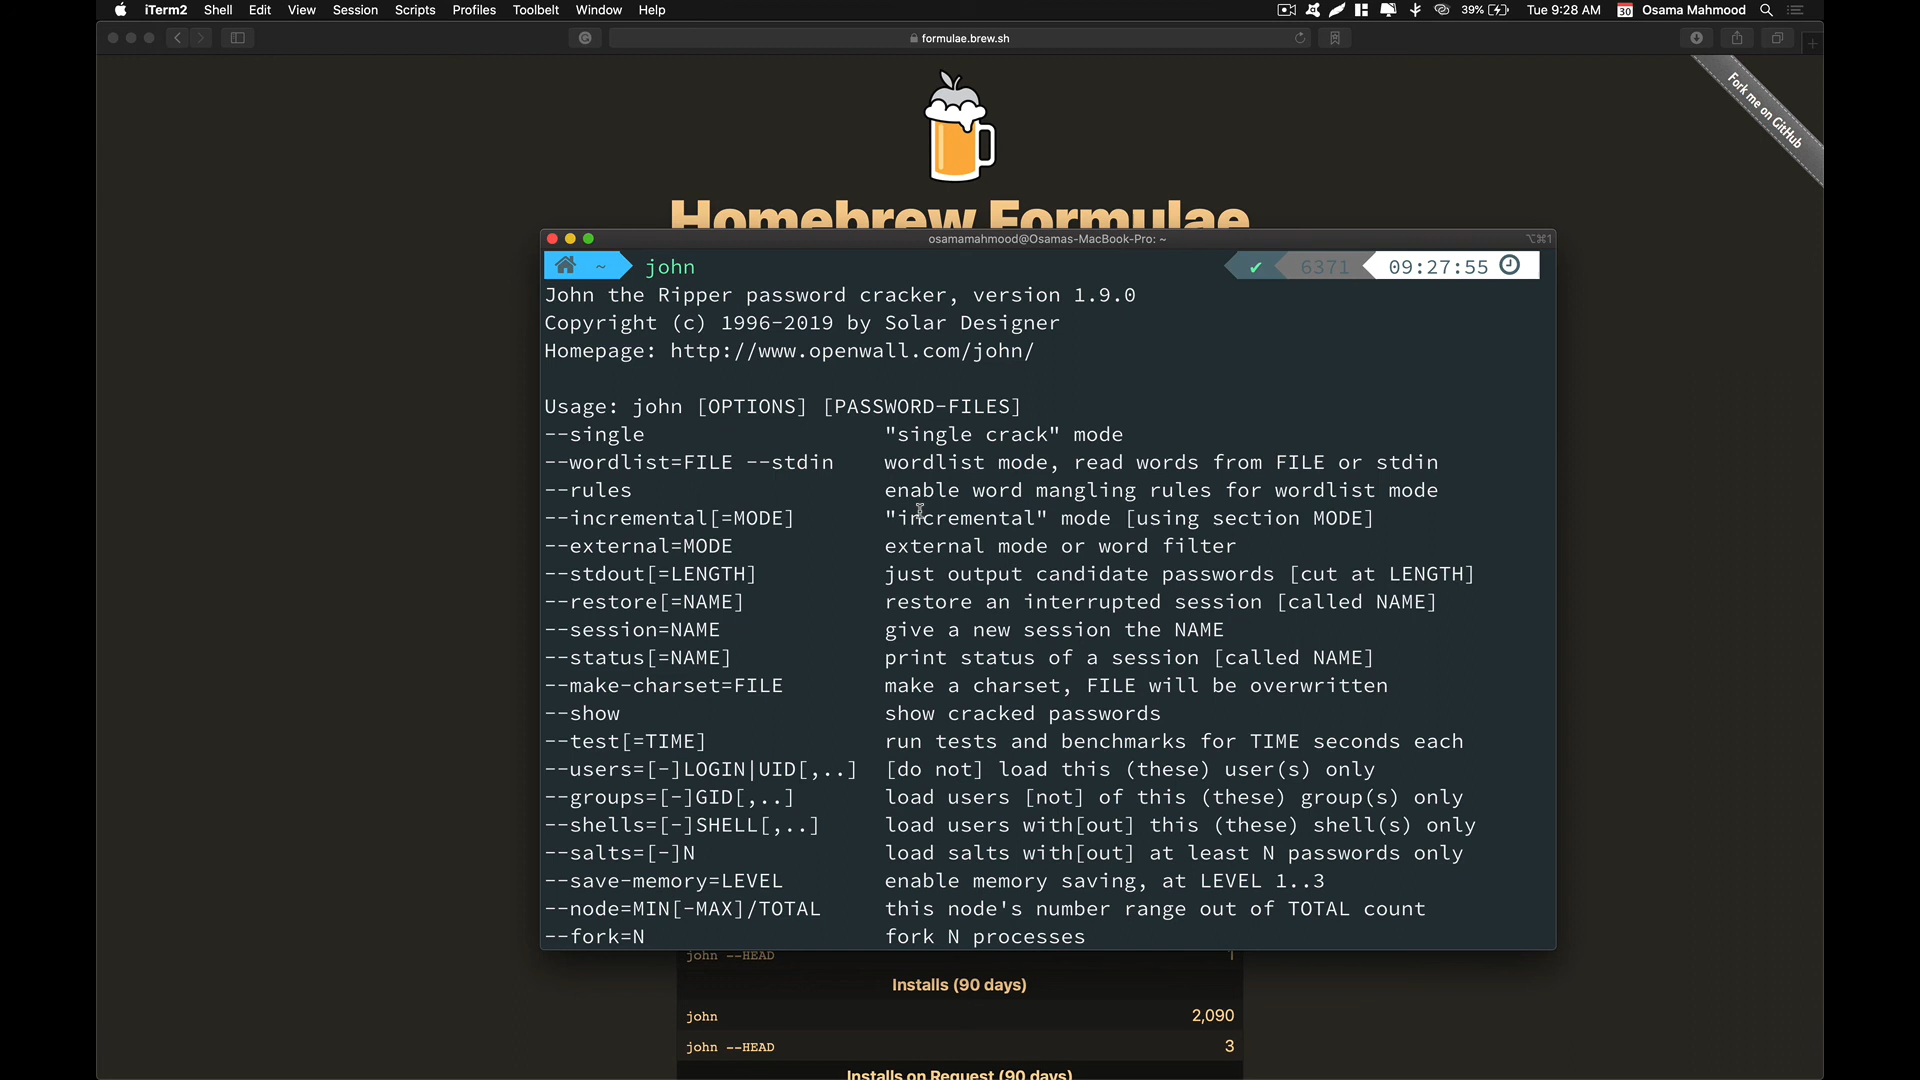 iTerm2 Shell Edit View Session Scripts Profiles Toolbelt Window Help 39% Tue 9:28 AM 30 Osama Mahmood
formulae.brew.sh
Fork me on GitHub
Homebrew Formulae
osamamahmood@Osamas-MacBook-Pro: ~ ⌥⌘1
~ john ✔ 6371 09:27:55
John the Ripper password cracker, version 1.9.0
Copyright (c) 1996-2019 by Solar Designer
Homepage: http://www.openwall.com/john/
Usage: john [OPTIONS] [PASSWORD-FILES]
--single "single crack" mode
--wordlist=FILE --stdin wordlist mode, read words from FILE or stdin
--rules enable word mangling rules for wordlist mode
--incremental[=MODE] "incremental" mode [using section MODE]
--external=MODE external mode or word filter
--stdout[=LENGTH] just output candidate passwords [cut at LENGTH]
--restore[=NAME] restore an interrupted session [called NAME]
--session=NAME give a new session the NAME
--status[=NAME] print status of a session [called NAME]
--make-charset=FILE make a charset, FILE will be overwritten
--show show cracked passwords
--test[=TIME] run tests and benchmarks for TIME seconds each
--users=[-]LOGIN|UID[,..] [do not] load this (these) user(s) only
--groups=[-]GID[,..] load users [not] of this (these) group(s) only
--shells=[-]SHELL[,..] load users with[out] this (these) shell(s) only
--salts=[-]N load salts with[out] at least N passwords only
--save-memory=LEVEL enable memory saving, at LEVEL 1..3
--node=MIN[-MAX]/TOTAL this node's number range out of TOTAL count
--fork=N fork N processes
john --HEAD 1
Installs (90 days)
john 2,090
john --HEAD 3
Installs on Request (90 days)